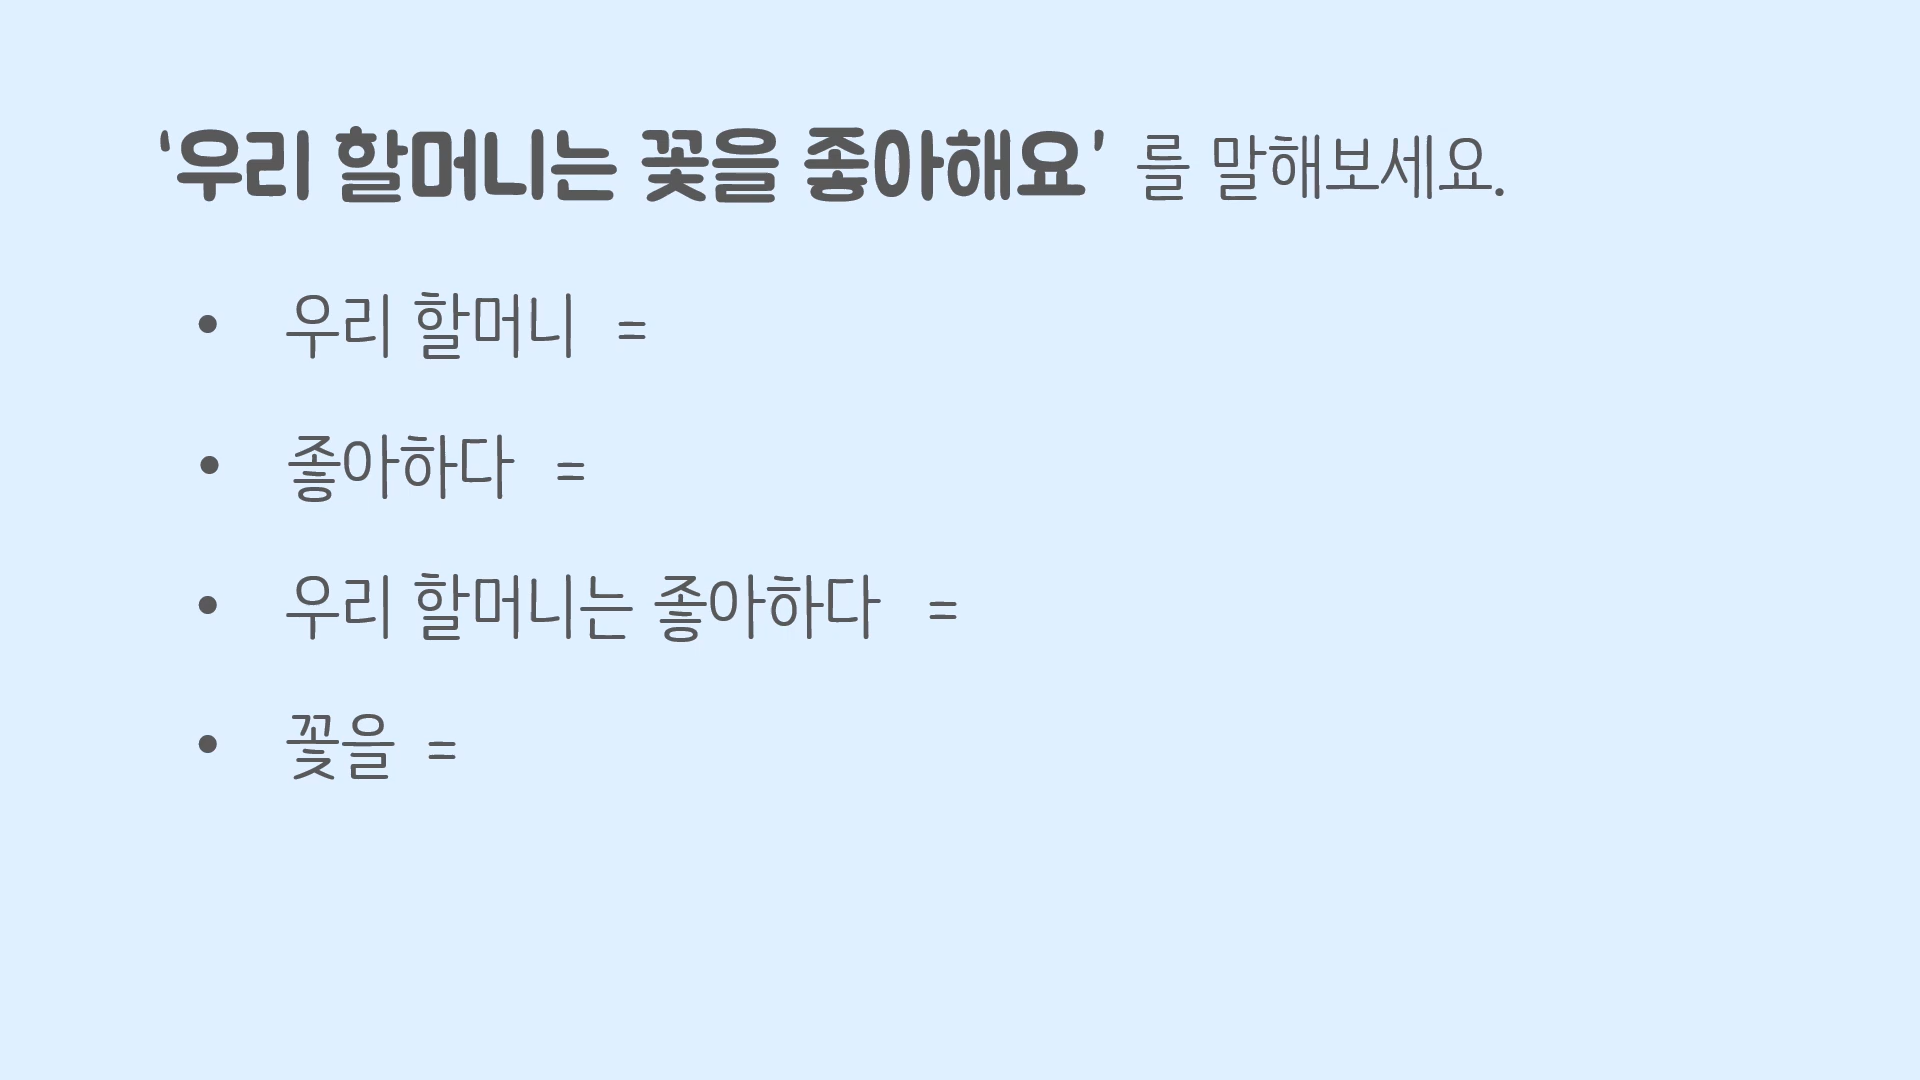 ‘우리 할머니는 꽃을 좋아해요’ 를 말해보세요.
• 우리 할머니 =
• 좋아하다 =
• 우리 할머니는 좋아하다 =
• 꽃을 =